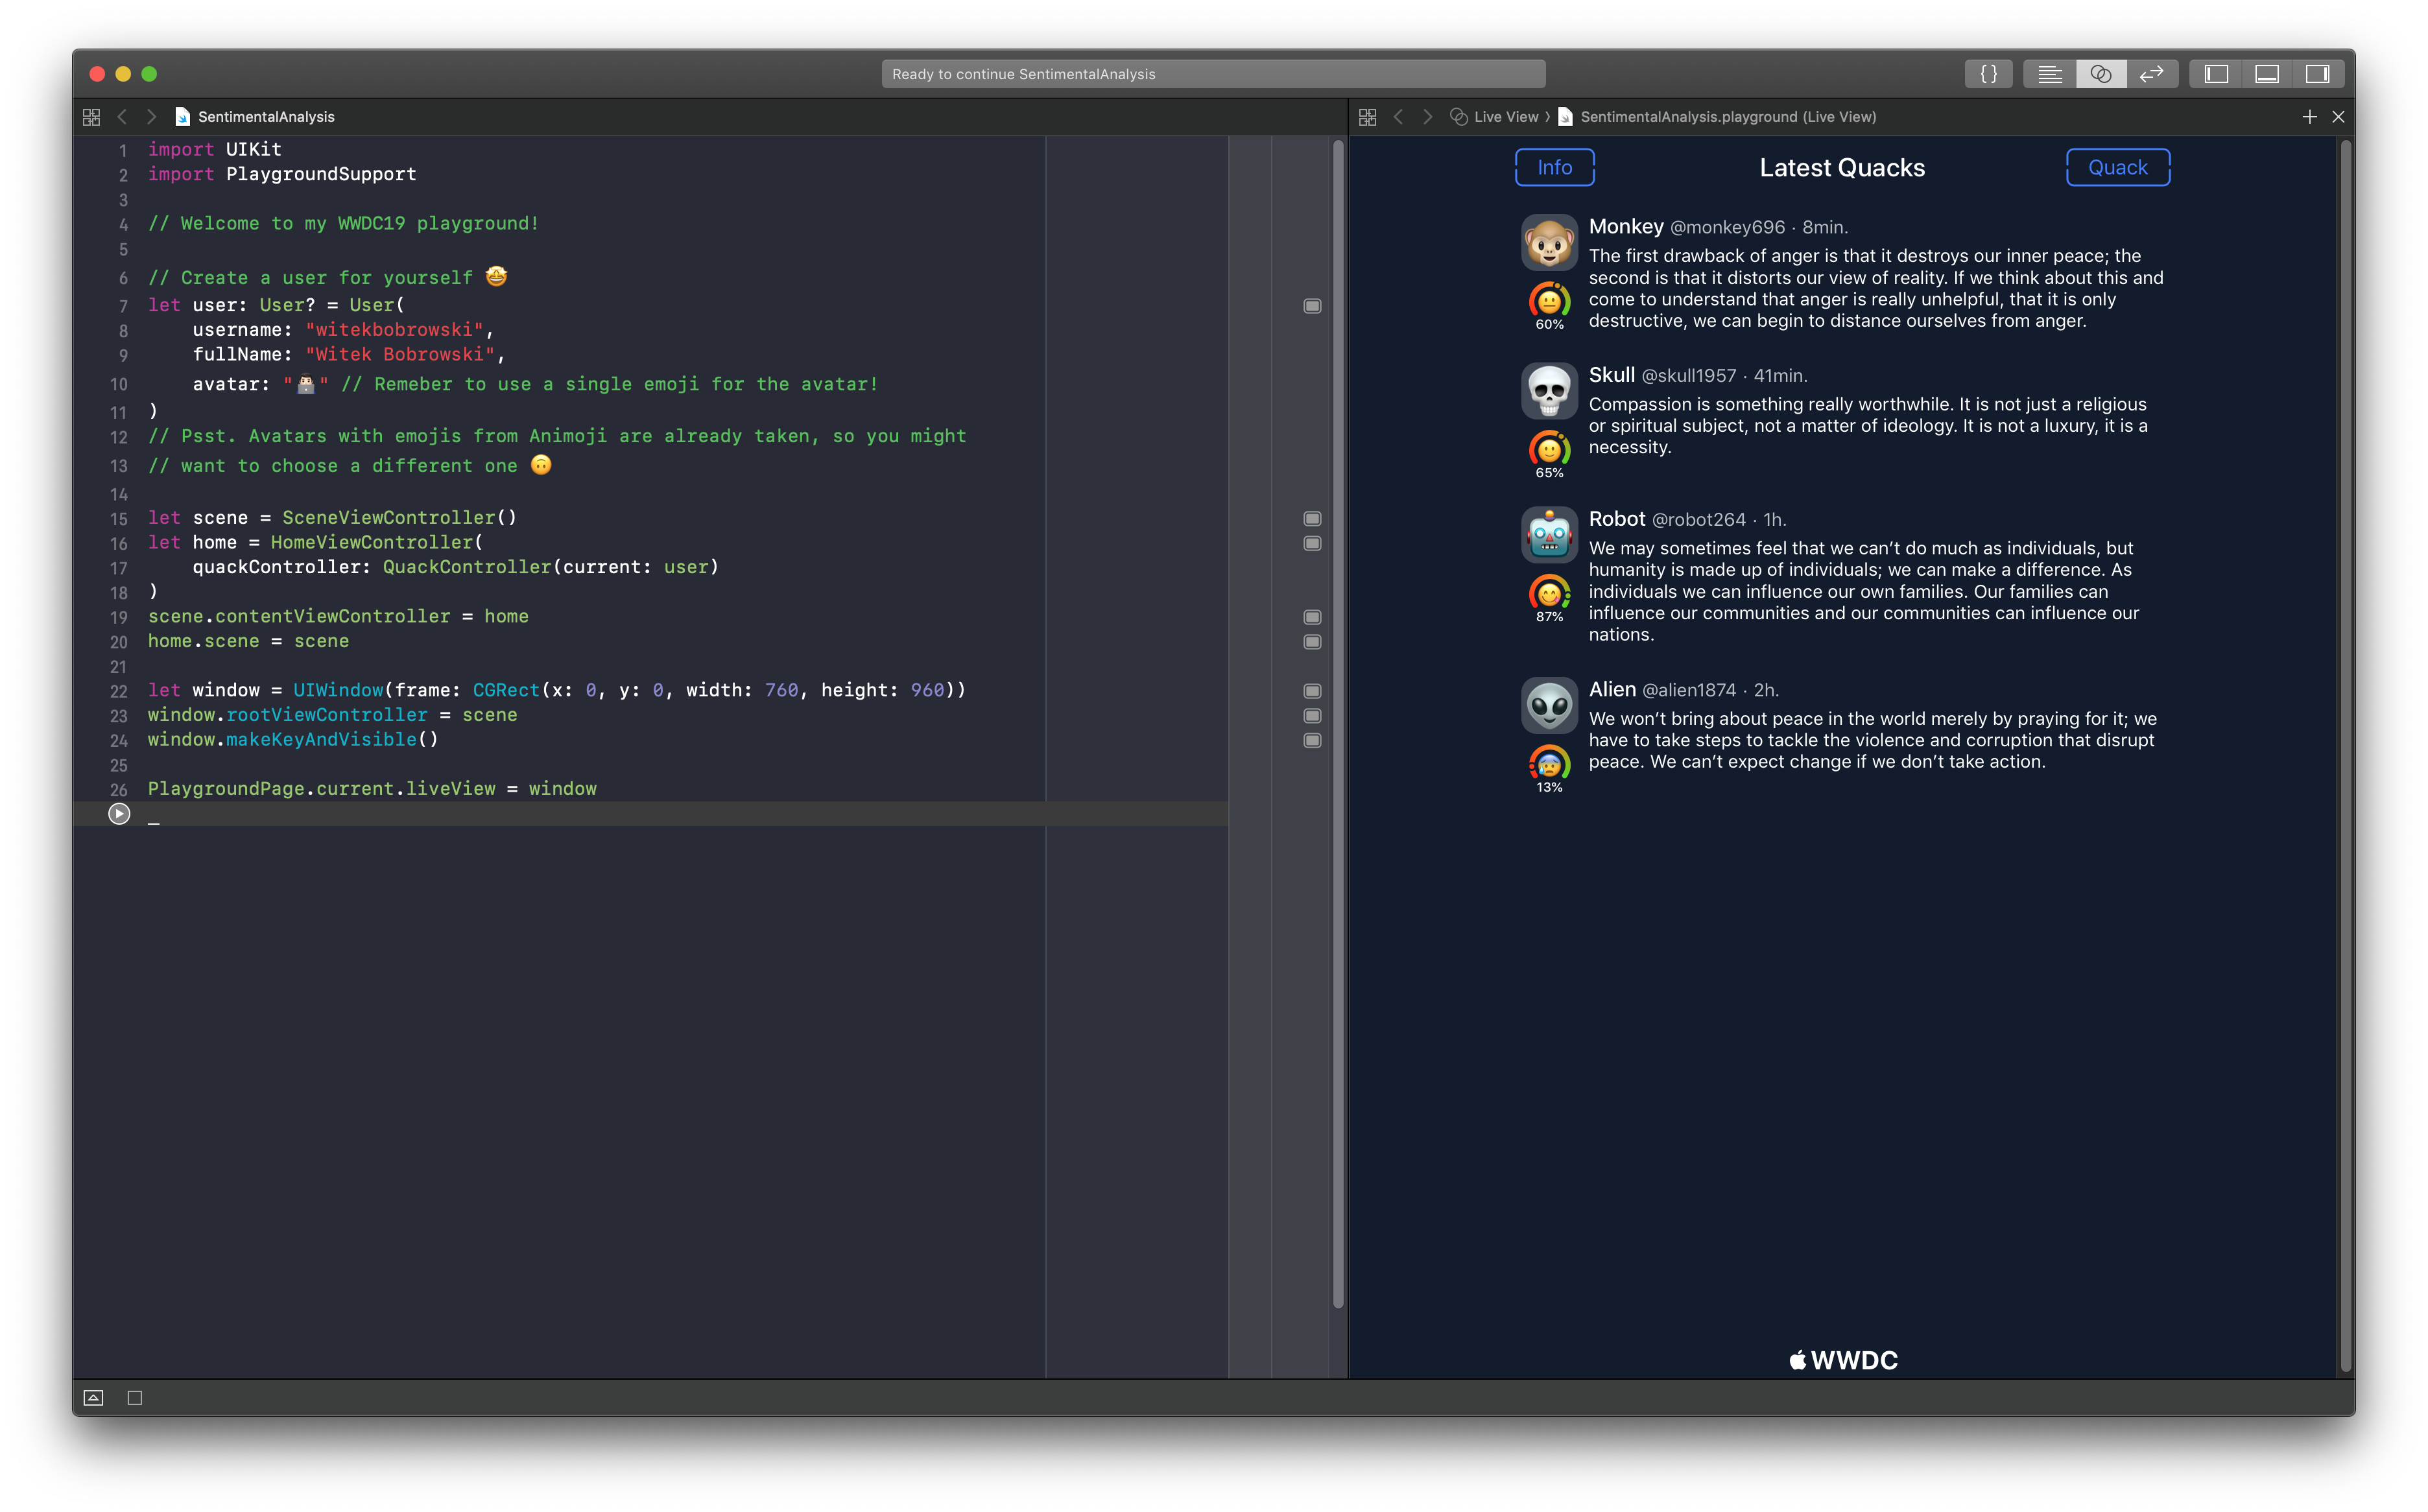 Ready to continue SentimentalAnalysis
{}
SentimentalAnalysis
1 import UIKit
2 import PlaygroundSupport
3
4 // Welcome to my WWDC19 playground!
5
6 // Create a user for yourself 🤩
7 let user: User? = User(
8 username: "witekbobrowski",
9 fullName: "Witek Bobrowski",
10 avatar: "👨🏻‍💻" // Remeber to use a single emoji for the avatar!
11 )
12 // Psst. Avatars with emojis from Animoji are already taken, so you might
13 // want to choose a different one 🙃
14
15 let scene = SceneViewController()
16 let home = HomeViewController(
17 quackController: QuackController(current: user)
18 )
19 scene.contentViewController = home
20 home.scene = scene
21
22 let window = UIWindow(frame: CGRect(x: 0, y: 0, width: 760, height: 960))
23 window.rootViewController = scene
24 window.makeKeyAndVisible()
25
26 PlaygroundPage.current.liveView = window
Live View 〉 SentimentalAnalysis.playground (Live View)
Info
Latest Quacks
Quack
Monkey @monkey696 · 8min.
The first drawback of anger is that it destroys our inner peace; the
second is that it distorts our view of reality. If we think about this and
come to understand that anger is really unhelpful, that it is only
destructive, we can begin to distance ourselves from anger.
60%
Skull @skull1957 · 41min.
Compassion is something really worthwhile. It is not just a religious
or spiritual subject, not a matter of ideology. It is not a luxury, it is a
necessity.
65%
Robot @robot264 · 1h.
We may sometimes feel that we can’t do much as individuals, but
humanity is made up of individuals; we can make a difference. As
individuals we can influence our own families. Our families can
influence our communities and our communities can influence our
nations.
87%
Alien @alien1874 · 2h.
We won’t bring about peace in the world merely by praying for it; we
have to take steps to tackle the violence and corruption that disrupt
peace. We can’t expect change if we don’t take action.
13%
WWDC